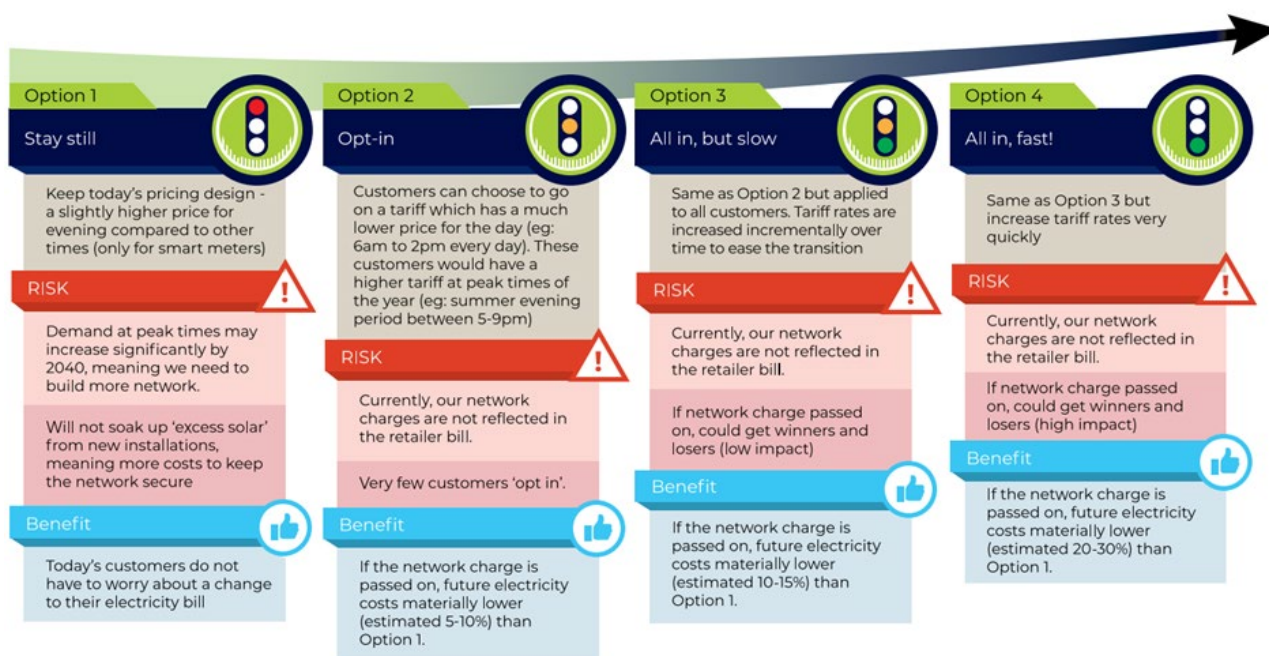 Option 1
Stay still
Keep today's pricing design -
a slightly higher price for
evening compared to other
times (only for smart meters)
RISK
!
Demand at peak times may
increase significantly by
2040, meaning we need to
build more network.
Will not soak up 'excess solar'
from new installations,
meaning more costs to keep
the network secure
Benefit
Today's customers do not
have to worry about a change
to their electricity bill
Option 2
Opt-in
Customers can choose to go
on a tariff which has a much
lower price for the day (eg:
6am to 2pm every day). These
customers would have a
higher tariff at peak times of
the year (eg: summer evening
period between 5-9pm)
RISK
!
Currently, our network
charges are not reflected in
the retailer bill.
Very few customers 'opt in'.
Benefit
If the network charge is
passed on, future electricity
costs materially lower
(estimated 5-10%) than
Option 1.
Option 3
All in, but slow
Same as Option 2 but applied
to all customers. Tariff rates are
increased incrementally over
time to ease the transition
RISK
!
Currently, our network
charges are not reflected in
the retailer bill.
If network charge passed
on, could get winners and
losers (low impact)
Benefit
If the network charge is
passed on, future electricity
costs materially lower
(estimated 10-15%) than
Option 1.
Option 4
All in, fast!
Same as Option 3 but
increase tariff rates very
quickly
RISK
!
Currently, our network
charges are not reflected in
the retailer bill.
If network charge passed
on, could get winners and
losers (high impact)
Benefit
If the network charge is
passed on, future electricity
costs materially lower
(estimated 20-30%) than
Option 1.